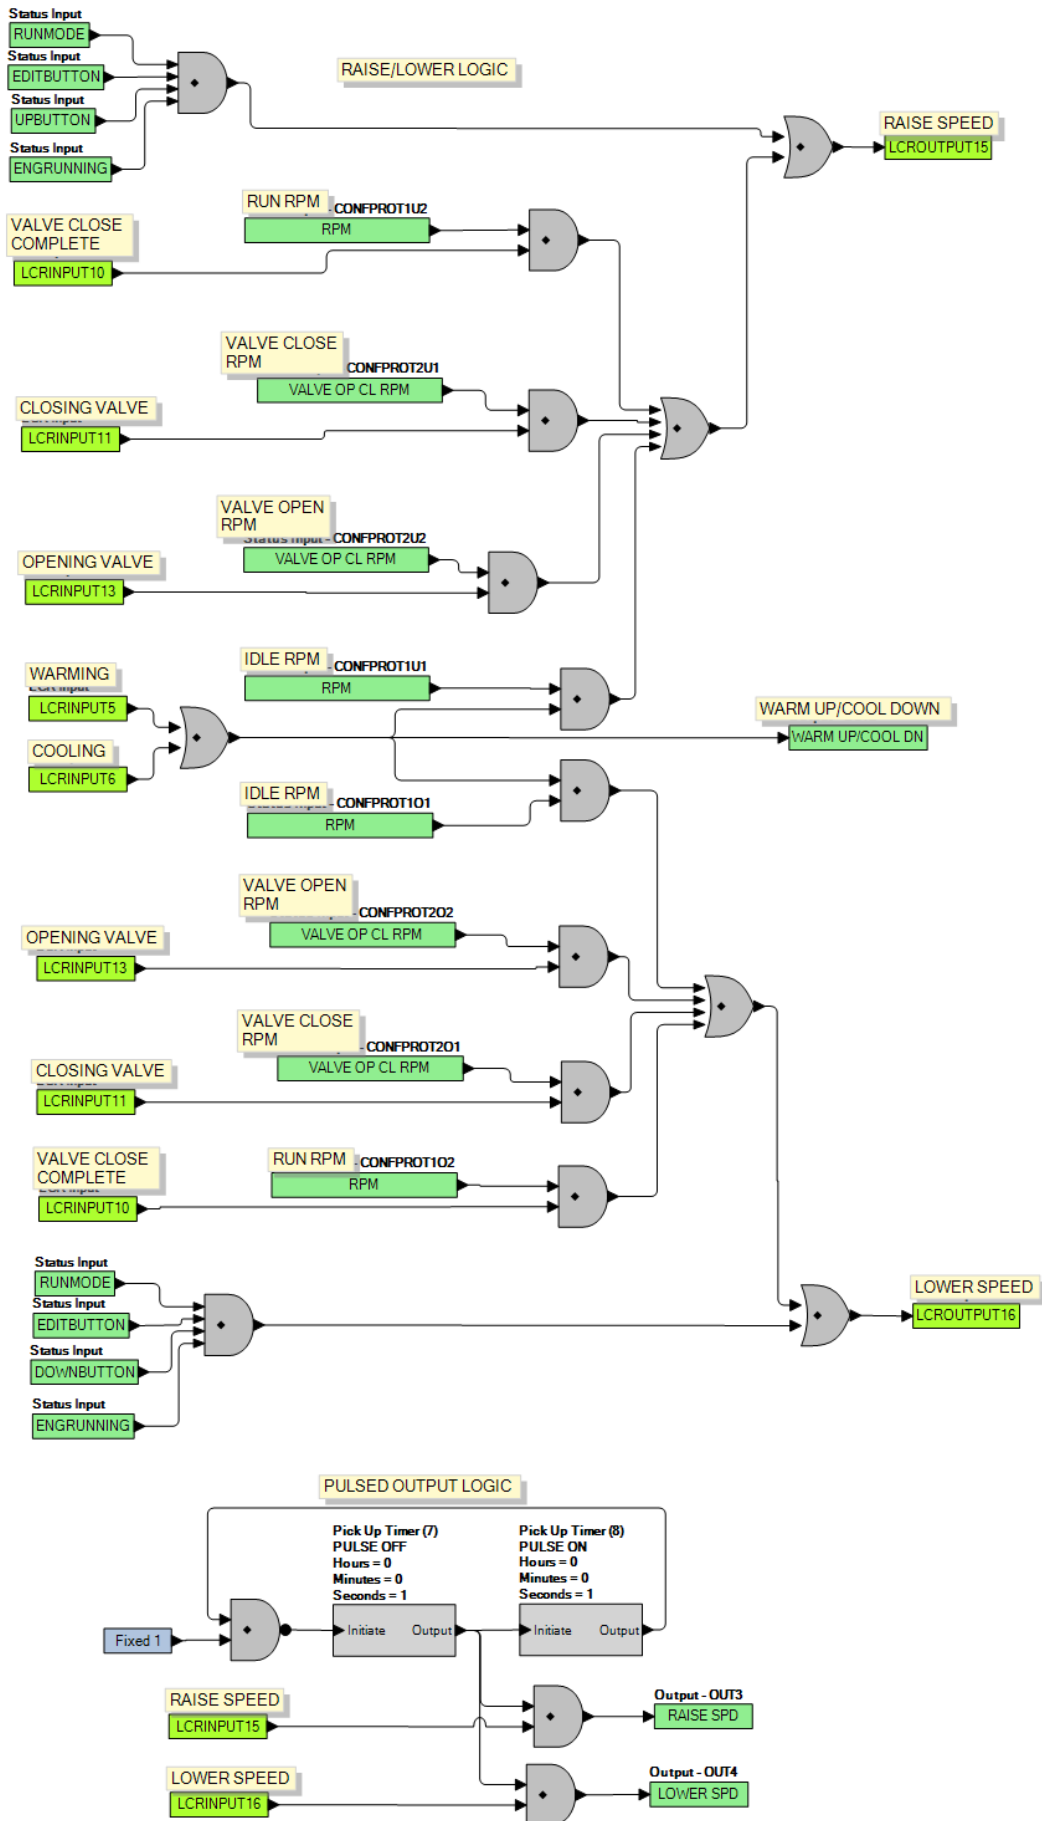 Status Input
RUNMODE
Status Input
EDITBUTTON
Status Input
UPBUTTON
Status Input
ENGRUNNING
RAISE/LOWER LOGIC
RAISE SPEED
LCROUTPUT15
RUN RPM
- CONFPROT1U2
RPM
VALVE CLOSE
COMPLETE
LCRINPUT10
VALVE CLOSE
RPM
- CONFPROT2U1
VALVE OP CL RPM
CLOSING VALVE
LCRINPUT11
VALVE OPEN
RPM
Status Input - CONFPROT2U2
VALVE OP CL RPM
OPENING VALVE
LCRINPUT13
IDLE RPM
- CONFPROT1U1
RPM
WARMING
LCRINPUT5
COOLING
LCRINPUT6
WARM UP/COOL DOWN
WARM UP/COOL DN
IDLE RPM
Status Input - CONFPROT1O1
RPM
VALVE OPEN
RPM
- CONFPROT2O2
VALVE OP CL RPM
OPENING VALVE
LCRINPUT13
VALVE CLOSE
RPM
- CONFPROT2O1
VALVE OP CL RPM
CLOSING VALVE
LCRINPUT11
VALVE CLOSE
COMPLETE
LCRINPUT10
RUN RPM
- CONFPROT1O2
RPM
Status Input
RUNMODE
Status Input
EDITBUTTON
Status Input
DOWNBUTTON
Status Input
ENGRUNNING
LOWER SPEED
LCROUTPUT16
PULSED OUTPUT LOGIC
Pick Up Timer (7)
PULSE OFF
Hours = 0
Minutes = 0
Seconds = 1
Initiate Output
Pick Up Timer (8)
PULSE ON
Hours = 0
Minutes = 0
Seconds = 1
Initiate Output
Fixed 1
RAISE SPEED
LCRINPUT15
Output - OUT3
RAISE SPD
LOWER SPEED
LCRINPUT16
Output - OUT4
LOWER SPD